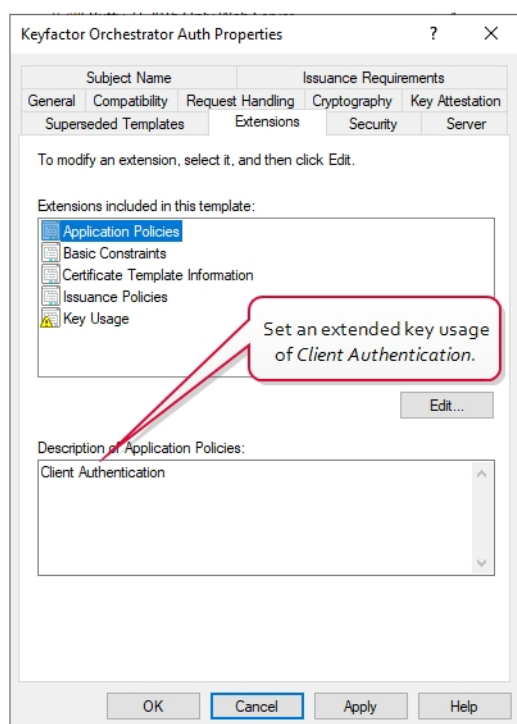 Keyfactor Orchestrator Auth Properties ? ×
Subject Name Issuance Requirements
General Compatibility Request Handling Cryptography Key Attestation
Superseded Templates Extensions Security Server
To modify an extension, select it, and then click Edit.
Extensions included in this template:
Application Policies
Basic Constraints
Certificate Template Information
Issuance Policies
Key Usage
Set an extended key usage
of Client Authentication.
Edit...
Description of Application Policies:
Client Authentication
OK Cancel Apply Help